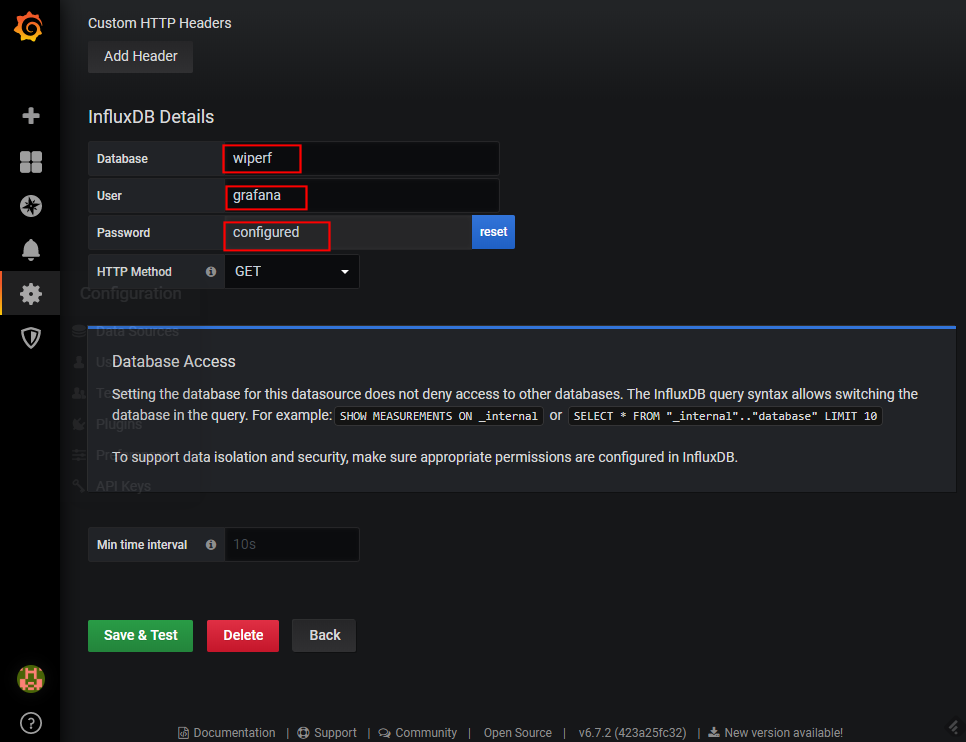 Custom HTTP Headers
Add Header
InfluxDB Details
Database wiperf
User grafana
Password configured reset
HTTP Method GET
Configuration
Data Sources
Database Access
Setting the database for this datasource does not deny access to other databases. The InfluxDB query syntax allows switching the
database in the query. For example: SHOW MEASUREMENTS ON _internal or SELECT * FROM "_internal".."database" LIMIT 10
Plugins
To support data isolation and security, make sure appropriate permissions are configured in InfluxDB.
API Keys
Min time interval 10s
Save & Test Delete Back
Documentation | Support | Community | Open Source | v6.7.2 (423a25fc32) | New version available!